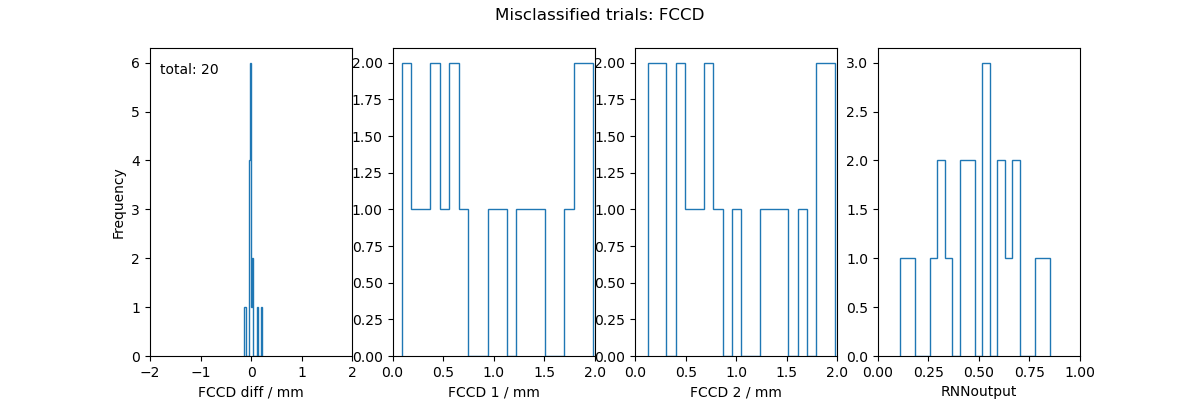 Misclassified trials: FCCD
total: 20
Frequency
6
5
4
3
2
1
0
−2 −1 0 1 2
FCCD diff / mm
2.00
1.75
1.50
1.25
1.00
0.75
0.50
0.25
0.00
0.0 0.5 1.0 1.5 2.0
FCCD 1 / mm
2.00
1.75
1.50
1.25
1.00
0.75
0.50
0.25
0.00
0.0 0.5 1.0 1.5 2.0
FCCD 2 / mm
3.0
2.5
2.0
1.5
1.0
0.5
0.0
0.00 0.25 0.50 0.75 1.00
RNNoutput